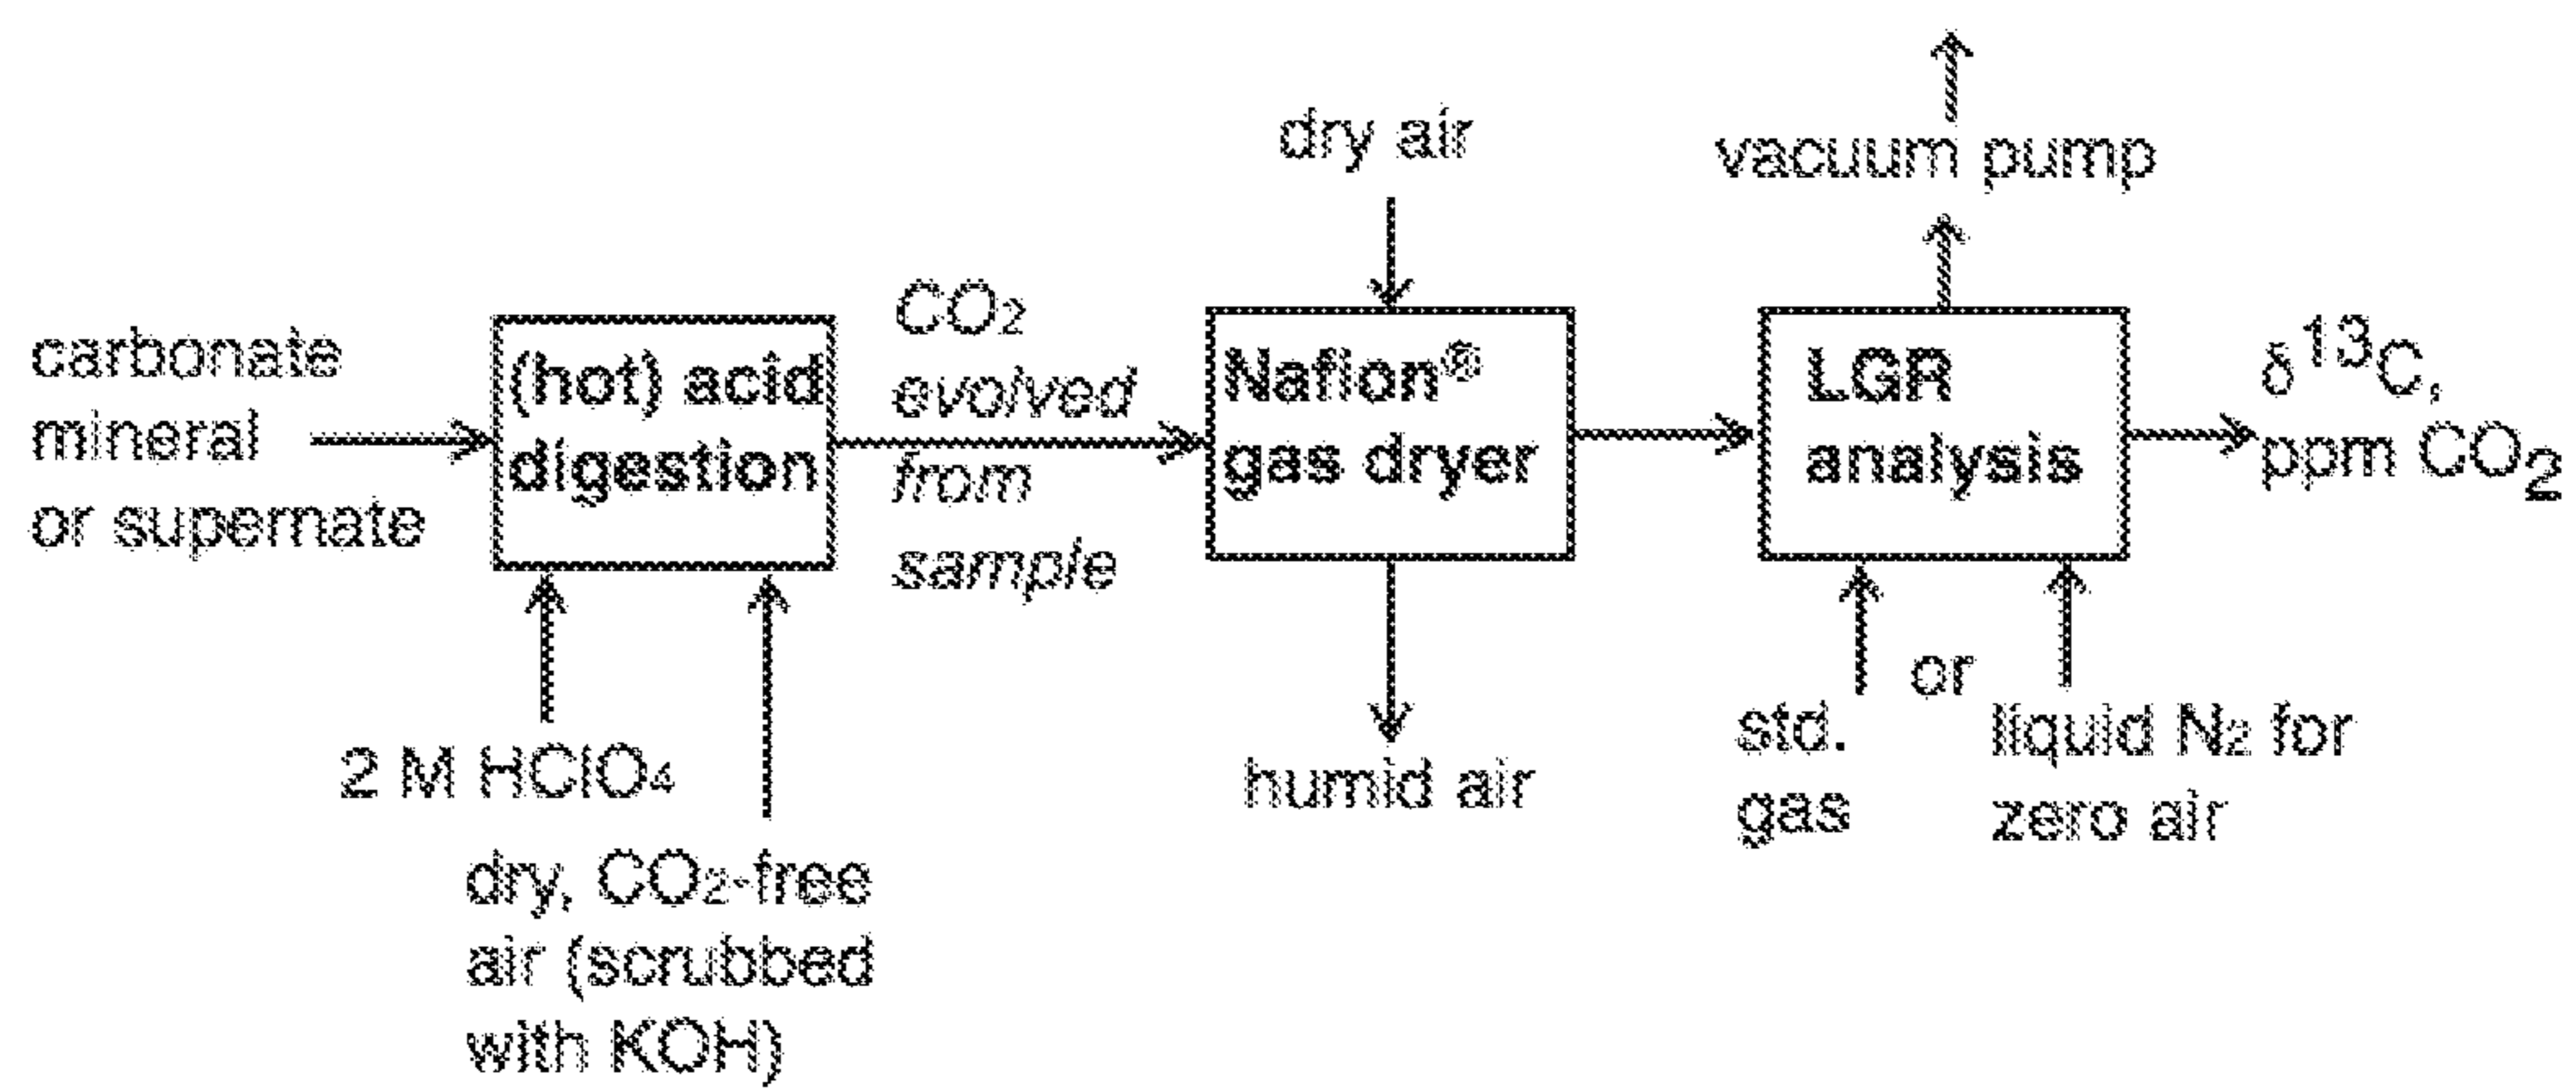 carbonate
mineral
or supernate
(hot) acid
digestion
2 M HClO4
dry, CO2-free
air (scrubbed
with KOH)
CO2
evolved
from
sample
dry air
Nafion®
gas dryer
humid air
vacuum pump
LGR
analysis
std.
gas
or
liquid N2 for
zero air
δ13C,
ppm CO2